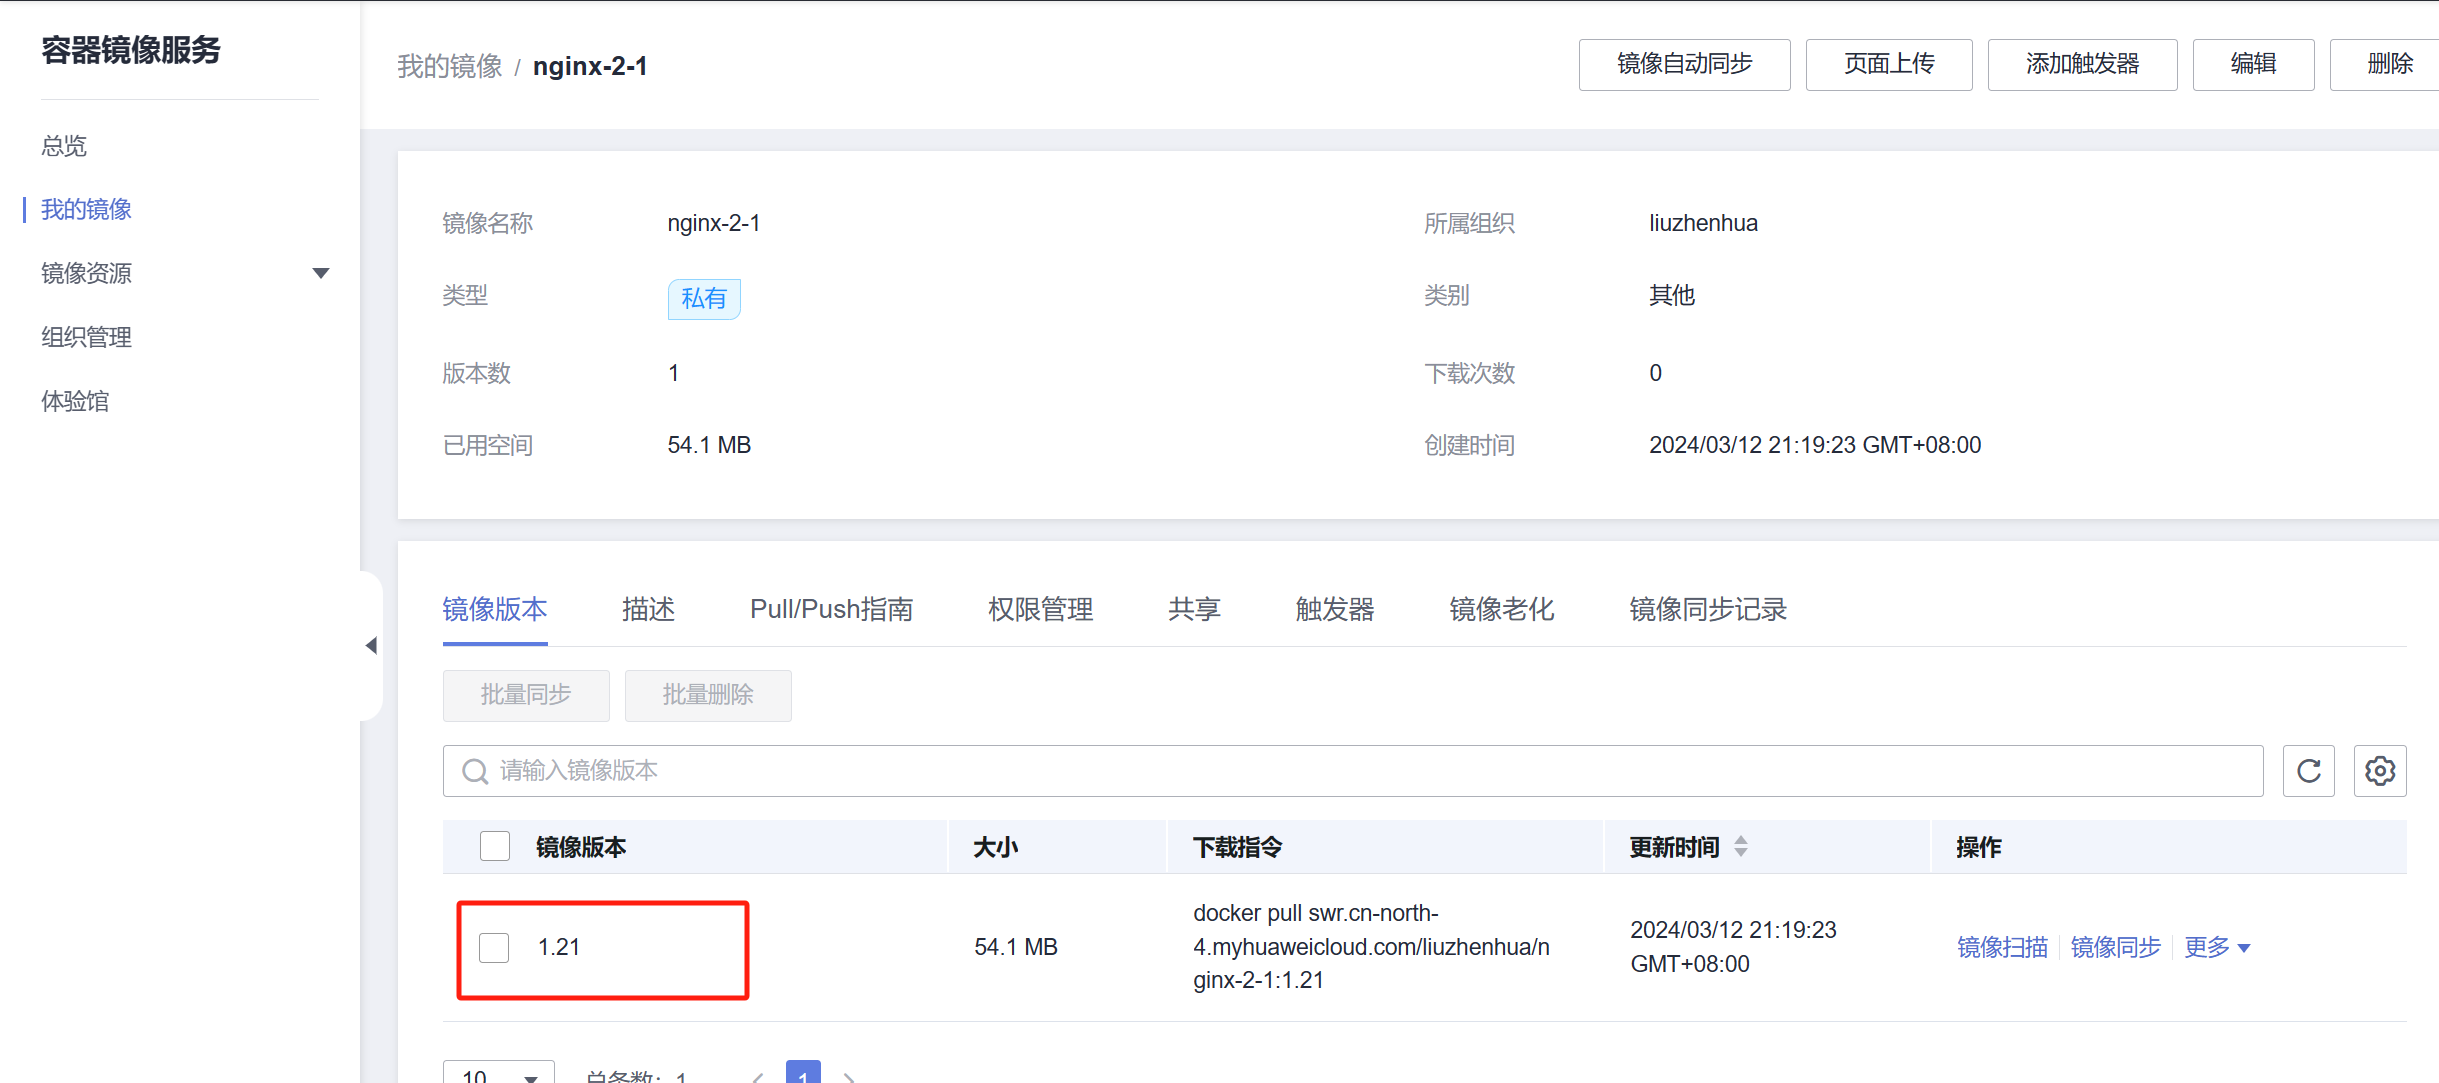 容器镜像服务
总览
我的镜像
镜像资源
组织管理
体验馆
我的镜像 / nginx-2-1
镜像自动同步
页面上传
添加触发器
编辑
删除
镜像名称 nginx-2-1
所属组织 liuzhenhua
类型 私有
类别 其他
版本数 1
下载次数 0
已用空间 54.1 MB
创建时间 2024/03/12 21:19:23 GMT+08:00
镜像版本 描述 Pull/Push指南 权限管理 共享 触发器 镜像老化 镜像同步记录
批量同步 批量删除
请输入镜像版本
镜像版本 大小 下载指令 更新时间 操作
1.21
54.1 MB
docker pull swr.cn-north-
4.myhuaweicloud.com/liuzhenhua/n
ginx-2-1:1.21
2024/03/12 21:19:23
GMT+08:00
镜像扫描 镜像同步 更多
10 总条数: 1 1